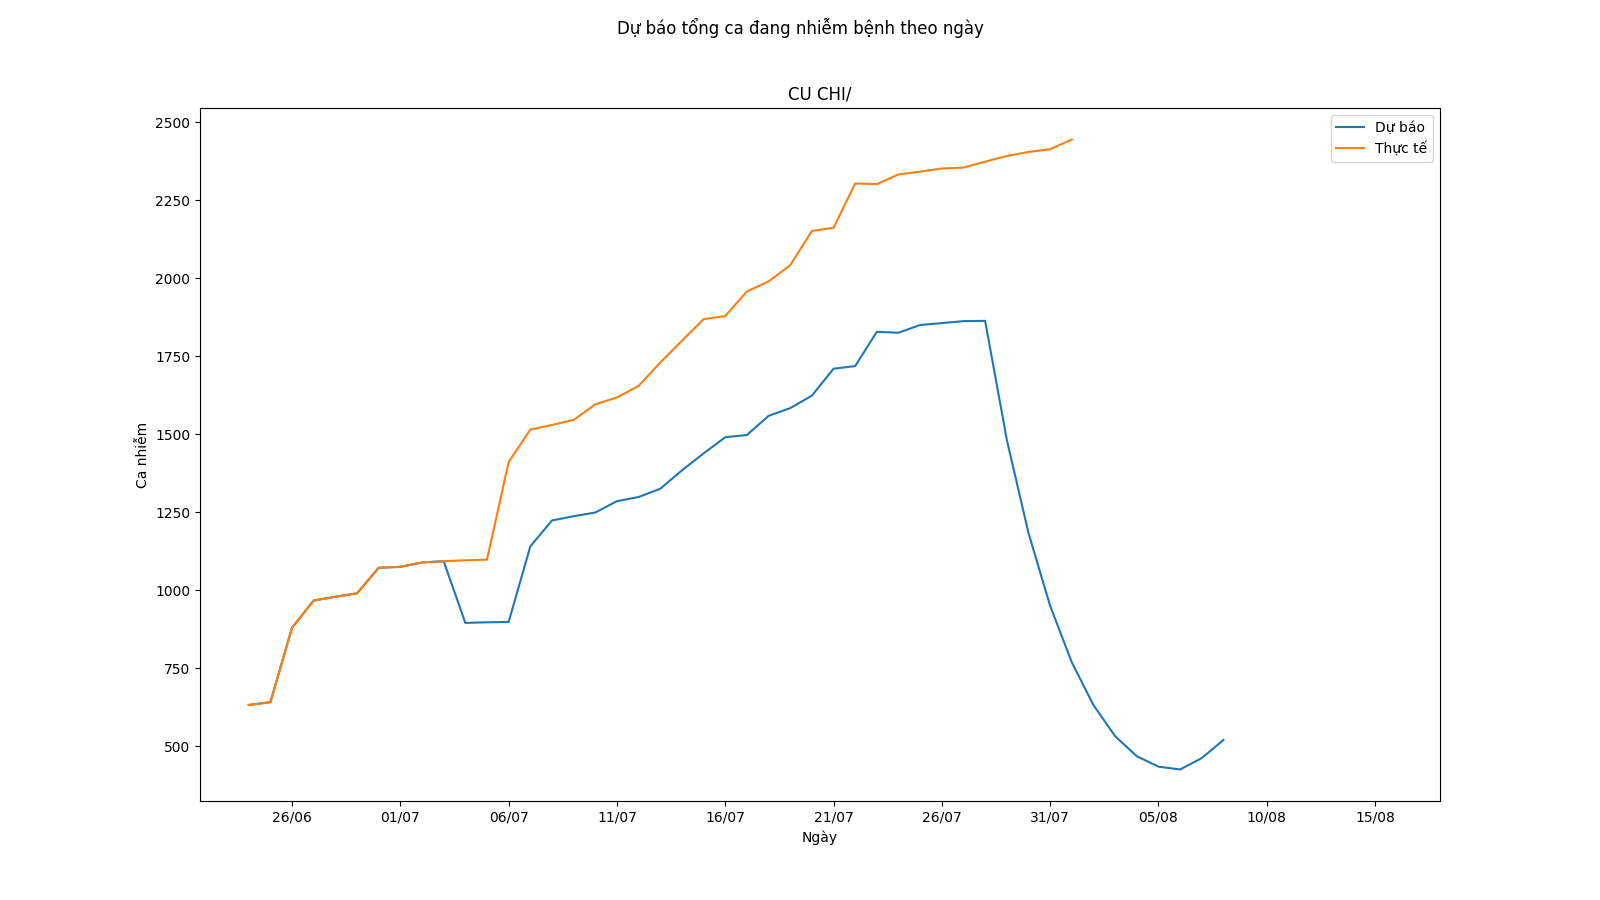 Dự báo tổng ca đang nhiễm bệnh theo ngày
CU CHI/
Dự báo
Thực tế
2500
2250
2000
1750
1500
1250
1000
750
500
Ca nhiễm
26/06 01/07 06/07 11/07 16/07 21/07 26/07 31/07 05/08 10/08 15/08
Ngày